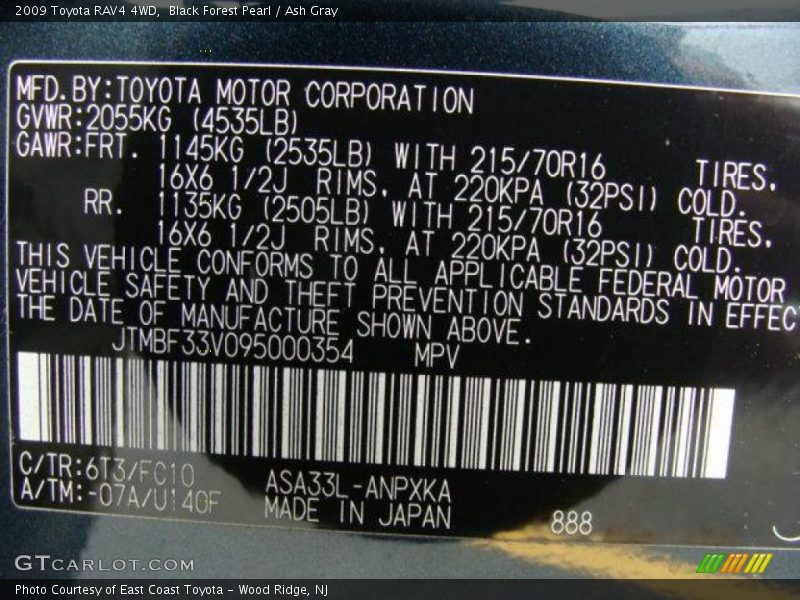 2009 Toyota RAV4 4WD, Black Forest Pearl / Ash Gray
MFD. BY: TOYOTA MOTOR CORPORATION
GVWR: 2055KG (4535LB)
GAWR: FRT. 1145KG (2535LB) WITH 215/70R16 TIRES,
16X6 1/2J RIMS, AT 220KPA (32PSI) COLD.
RR. 1135KG (2505LB) WITH 215/70R16 TIRES,
16X6 1/2J RIMS, AT 220KPA (32PSI) COLD.
THIS VEHICLE CONFORMS TO ALL APPLICABLE FEDERAL MOTOR
VEHICLE SAFETY AND THEFT PREVENTION STANDARDS IN EFFECT
THE DATE OF MANUFACTURE SHOWN ABOVE.
JTMBF33V095000354 MPV
C/TR: 6T3/FC10
A/TM: -07A/U140F
ASA33L-ANPXKA
MADE IN JAPAN
888
GTCARLOT.COM
Photo Courtesy of East Coast Toyota – Wood Ridge, NJ